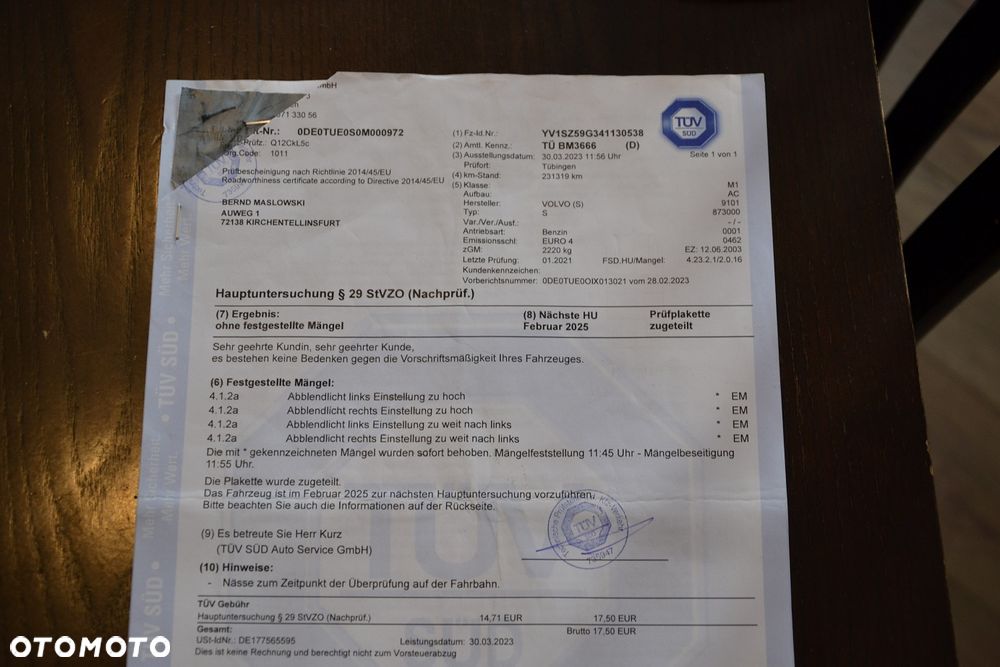 mbH
071 330 56
t-Nr.: 0DE0TUE0S0M000972
Prüfz.: Q12CkL5c
Org.Code: 1011
Prüfbescheinigung nach Richtlinie 2014/45/EU
Roadworthiness certificate according to Directive 2014/45/EU
BERND MASLOWSKI
AUWEG 1
72138 KIRCHENTELLINSFURT
(1) Fz-Id.Nr.: YV1SZ59G341130538
(2) Amtl. Kennz.: TÜ BM3666 (D)
(3) Ausstellungsdatum: 30.03.2023 11:56 Uhr
Prüfort: Tübingen
(4) km-Stand: 231319 km
(5) Klasse: M1
Aufbau: AC
Hersteller: VOLVO (S) 9101
Typ: S 873000
Var./Ver./Ausf.: - / -
Antriebsart: Benzin 0001
Emissionsschl: EURO 4 0462
zGM: 2220 kg EZ: 12.06.2003
Letzte Prüfung: 01.2021 FSD.HU/Mangel: 4.23.2.1/2.0.16
Kundenkennzeichen:
Vorberichtsnummer: 0DE0TUE0OIX013021 vom 28.02.2023
TÜV
SÜD
Seite 1 von 1
Hauptuntersuchung § 29 StVZO (Nachprüf.)
(7) Ergebnis: (8) Nächste HU Prüfplakette
ohne festgestellte Mängel Februar 2025 zugeteilt
Sehr geehrte Kundin, sehr geehrter Kunde,
es bestehen keine Bedenken gegen die Vorschriftsmäßigkeit Ihres Fahrzeuges.
(6) Festgestellte Mängel:
4.1.2a Abblendlicht links Einstellung zu hoch * EM
4.1.2a Abblendlicht rechts Einstellung zu hoch * EM
4.1.2a Abblendlicht links Einstellung zu weit nach links * EM
4.1.2a Abblendlicht rechts Einstellung zu weit nach links * EM
Die mit * gekennzeichneten Mängel wurden sofort behoben. Mängelfeststellung 11:45 Uhr - Mängelbeseitigung
11:55 Uhr.
Die Plakette wurde zugeteilt.
Das Fahrzeug ist im Februar 2025 zur nächsten Hauptuntersuchung vorzuführen.
Bitte beachten Sie auch die Informationen auf der Rückseite.
(9) Es betreute Sie Herr Kurz
(TÜV SÜD Auto Service GmbH)
TÜV
(10) Hinweise:
- Nässe zum Zeitpunkt der Überprüfung auf der Fahrbahn.
TÜV Gebühr
Hauptuntersuchung § 29 StVZO (Nachprüf.) 14,71 EUR 17,50 EUR
Gesamt: Brutto 17,50 EUR
USt-IdNr.: DE177565595 Leistungsdatum: 30.03.2023
Dies ist keine Rechnung und berechtigt nicht zum Vorsteuerabzug
Mehr Wert. • TÜV SÜD •
OTOMOTO